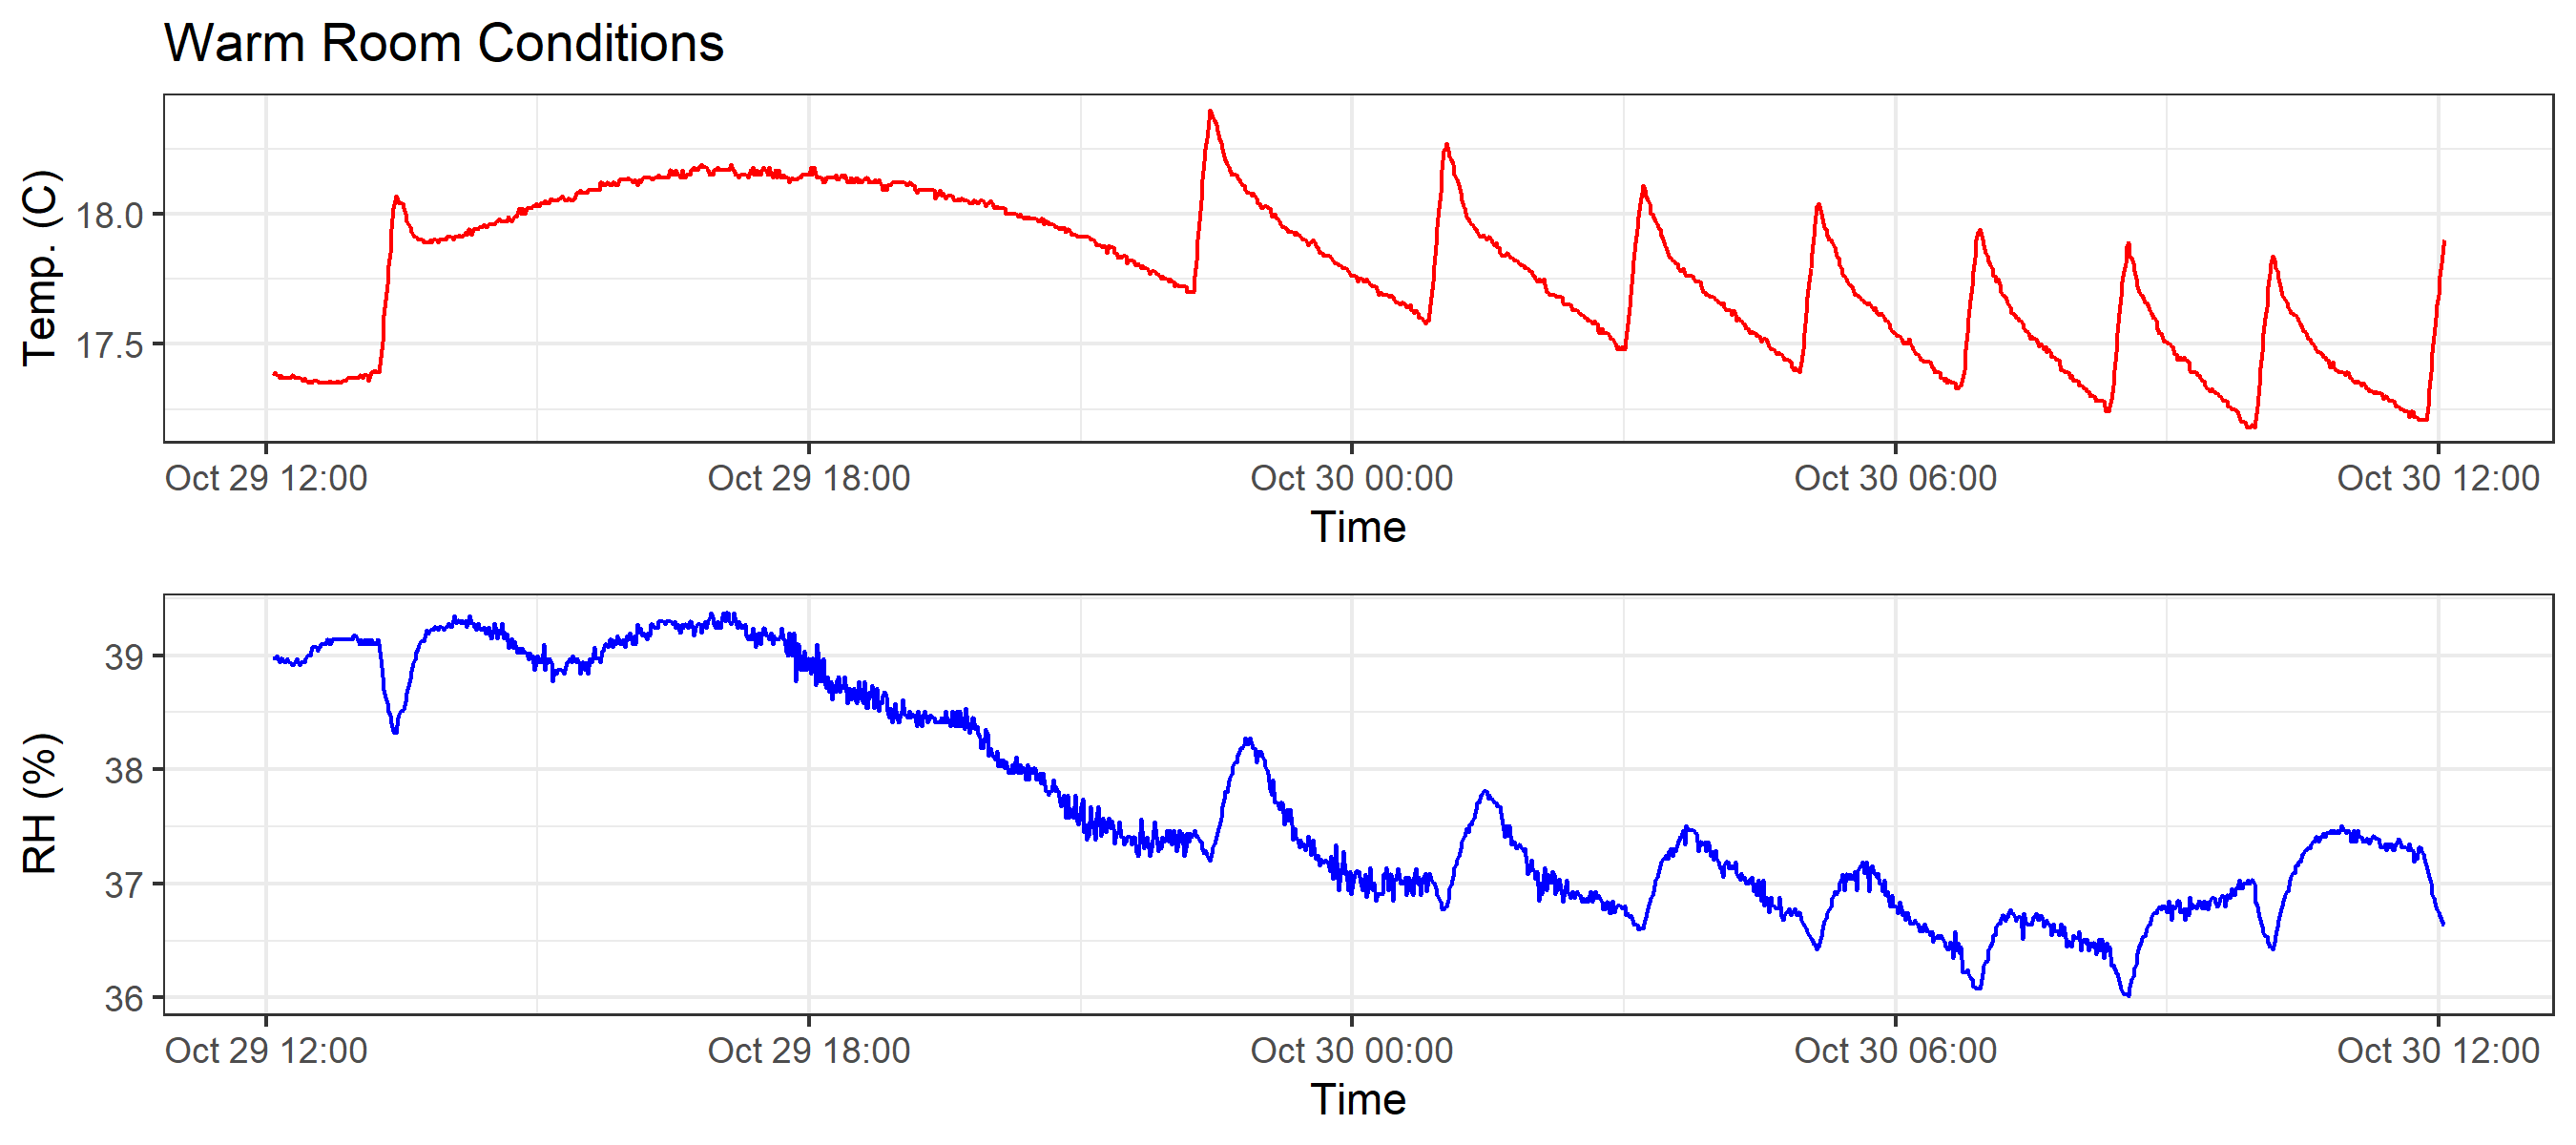 Warm Room Conditions
Temp. (C)
18.0
17.5
Oct 29 12:00 Oct 29 18:00 Oct 30 00:00 Oct 30 06:00 Oct 30 12:00
Time
RH (%)
39
38
37
36
Oct 29 12:00 Oct 29 18:00 Oct 30 00:00 Oct 30 06:00 Oct 30 12:00
Time